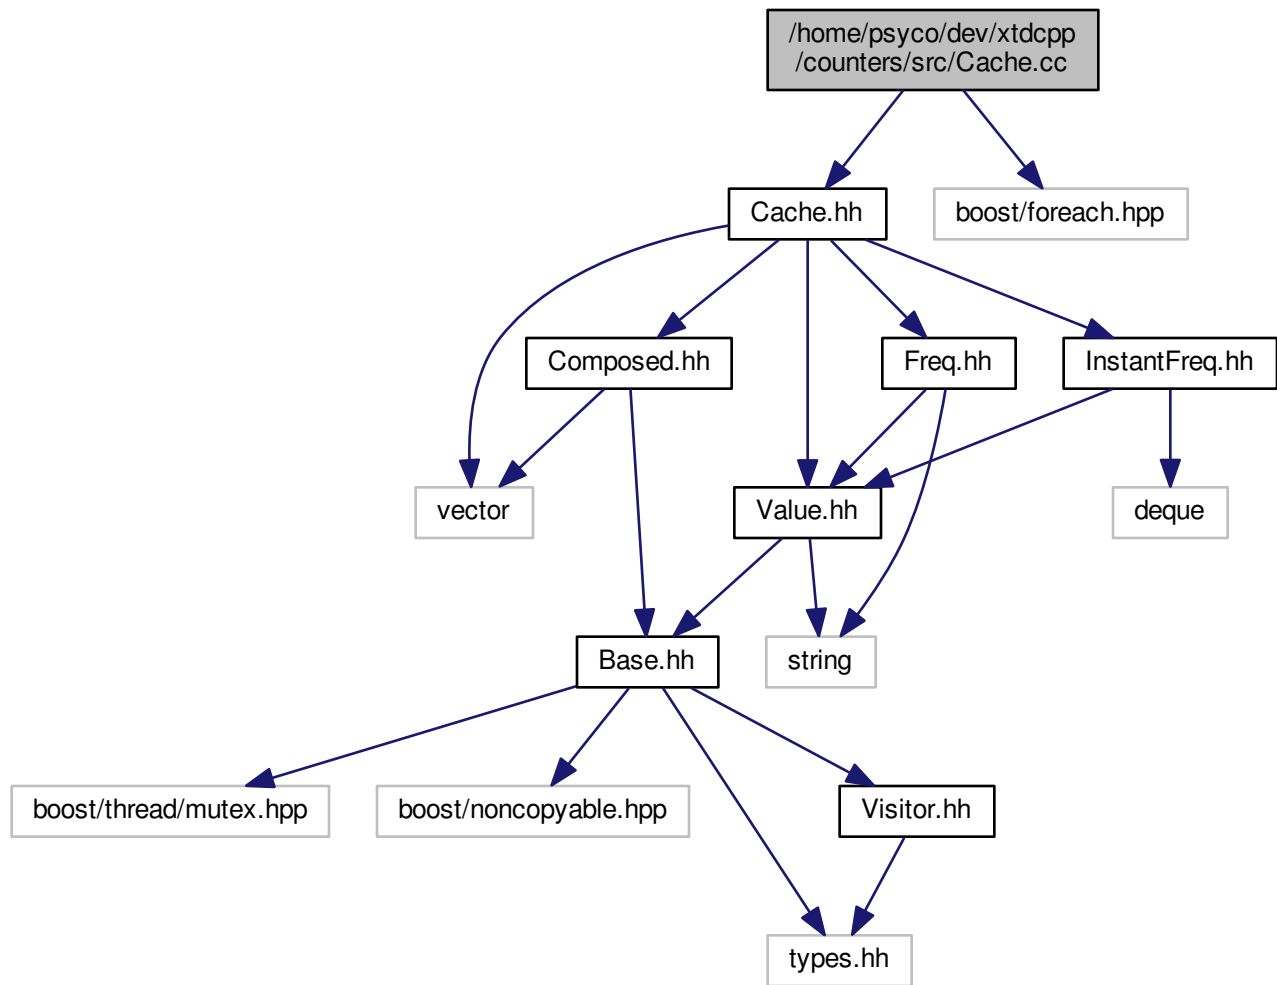 /home/psyco/dev/xtdcpp
/counters/src/Cache.cc
Cache.hh
boost/foreach.hpp
Composed.hh
Freq.hh
InstantFreq.hh
vector
Value.hh
deque
Base.hh
string
boost/thread/mutex.hpp
boost/noncopyable.hpp
Visitor.hh
types.hh